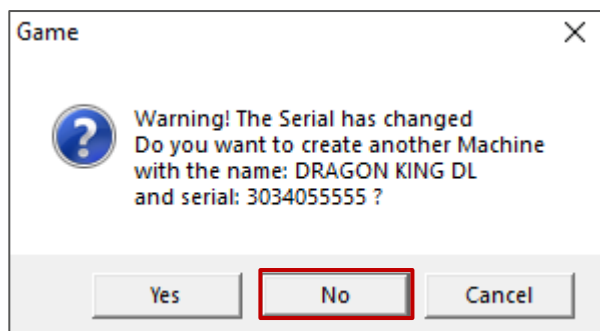 Game
Warning! The Serial has changed
Do you want to create another Machine
with the name: DRAGON KING DL
and serial: 3034055555 ?
Yes
No
Cancel